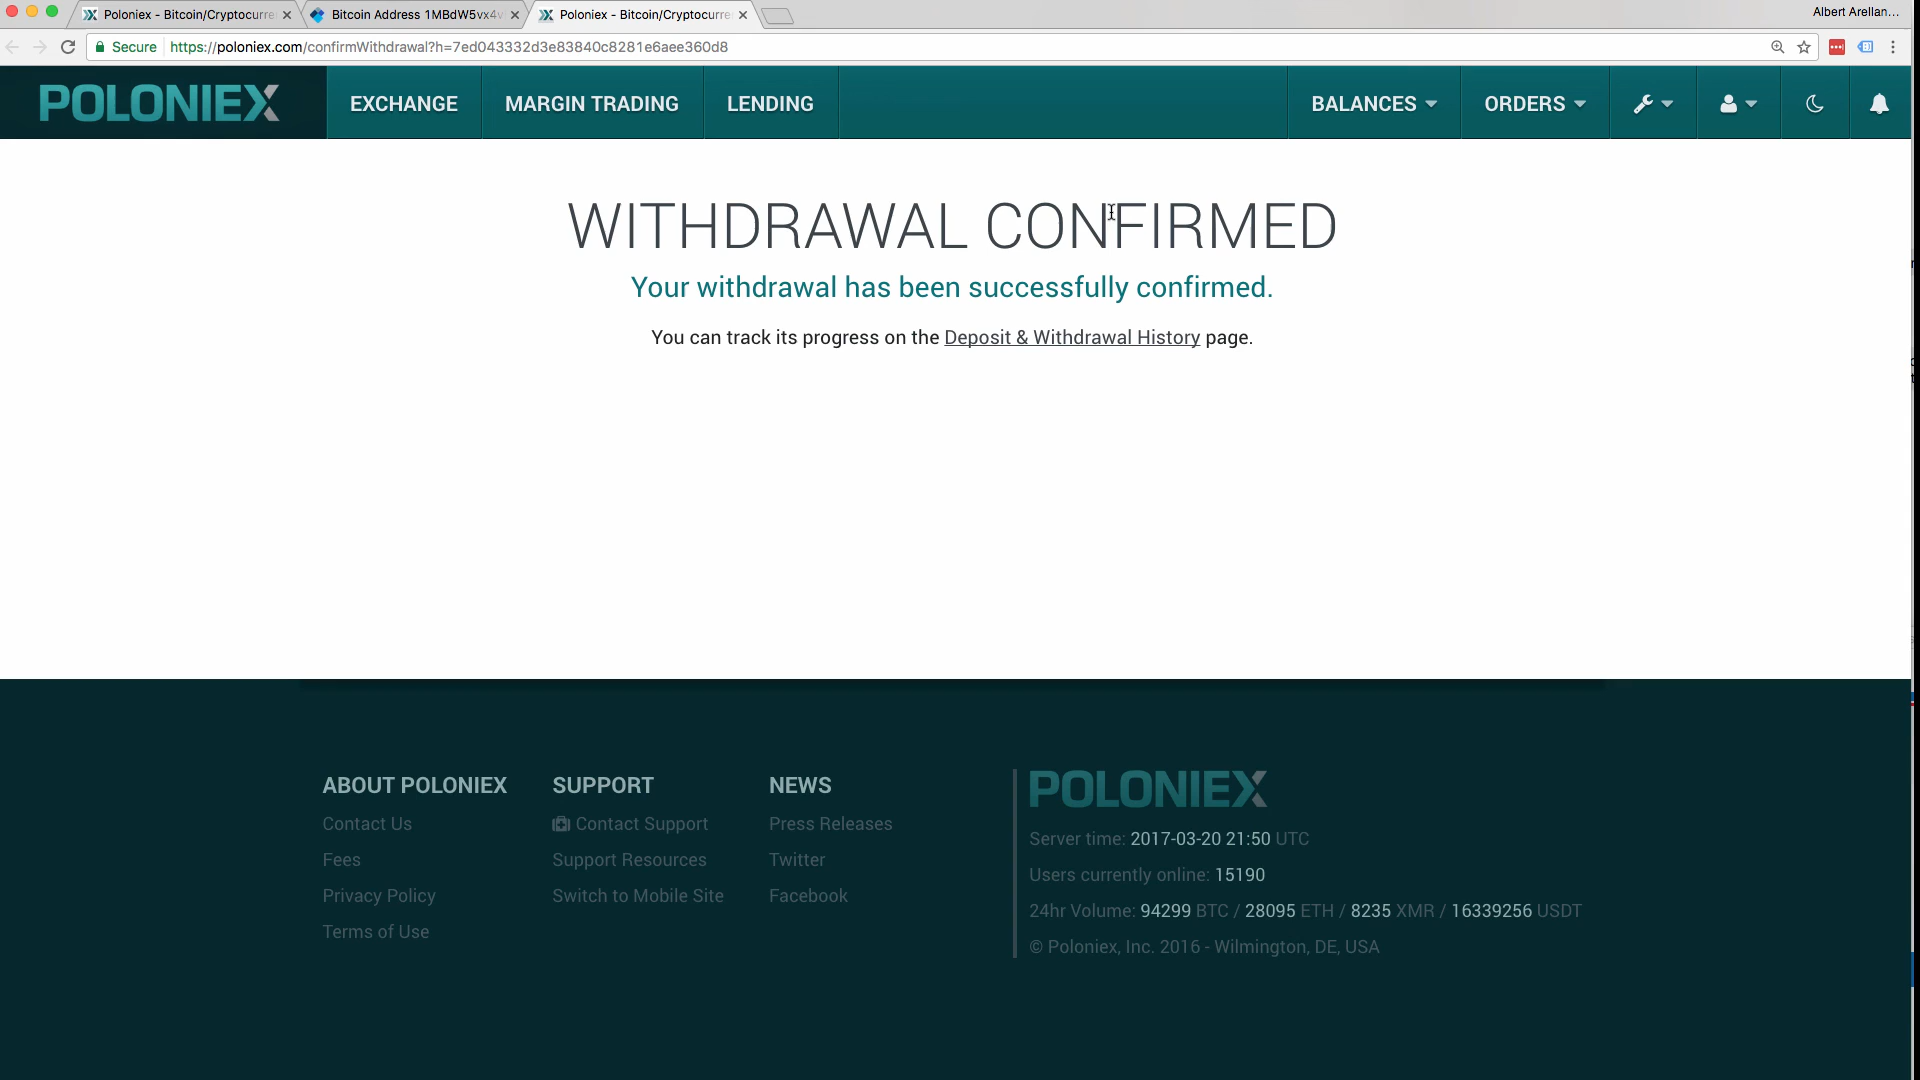 Poloniex - Bitcoin/Cryptocurre
Bitcoin Address 1MBdW5vx4v
Poloniex - Bitcoin/Cryptocurre
Albert Arellan...
Secure
https://poloniex.com/confirmWithdrawal?h=7ed043332d3e83840c8281e6aee360d8
POLONIEX
EXCHANGE
MARGIN TRADING
LENDING
BALANCES
ORDERS
WITHDRAWAL CONFIRMED
Your withdrawal has been successfully confirmed.
You can track its progress on the Deposit & Withdrawal History page.
ABOUT POLONIEX
Contact Us
Fees
Privacy Policy
Terms of Use
SUPPORT
Contact Support
Support Resources
Switch to Mobile Site
NEWS
Press Releases
Twitter
Facebook
POLONIEX
Server time: 2017-03-20 21:50 UTC
Users currently online: 15190
24hr Volume: 94299 BTC / 28095 ETH / 8235 XMR / 16339256 USDT
© Poloniex, Inc. 2016 - Wilmington, DE, USA